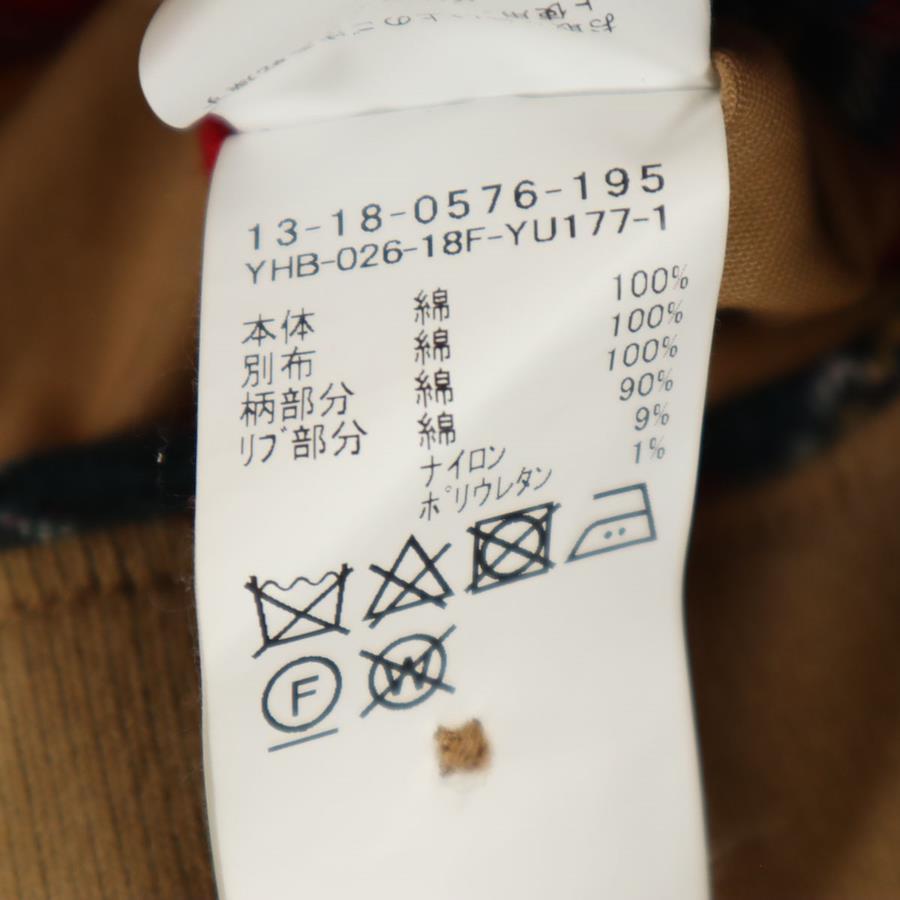 13-18-0576-195
YHB-026-18F-YU177-1
本体 綿 100%
別布 綿 100%
柄部分 綿 100%
リブ部分 綿 90%
ナイロン 9%
ポリウレタン 1%
F W